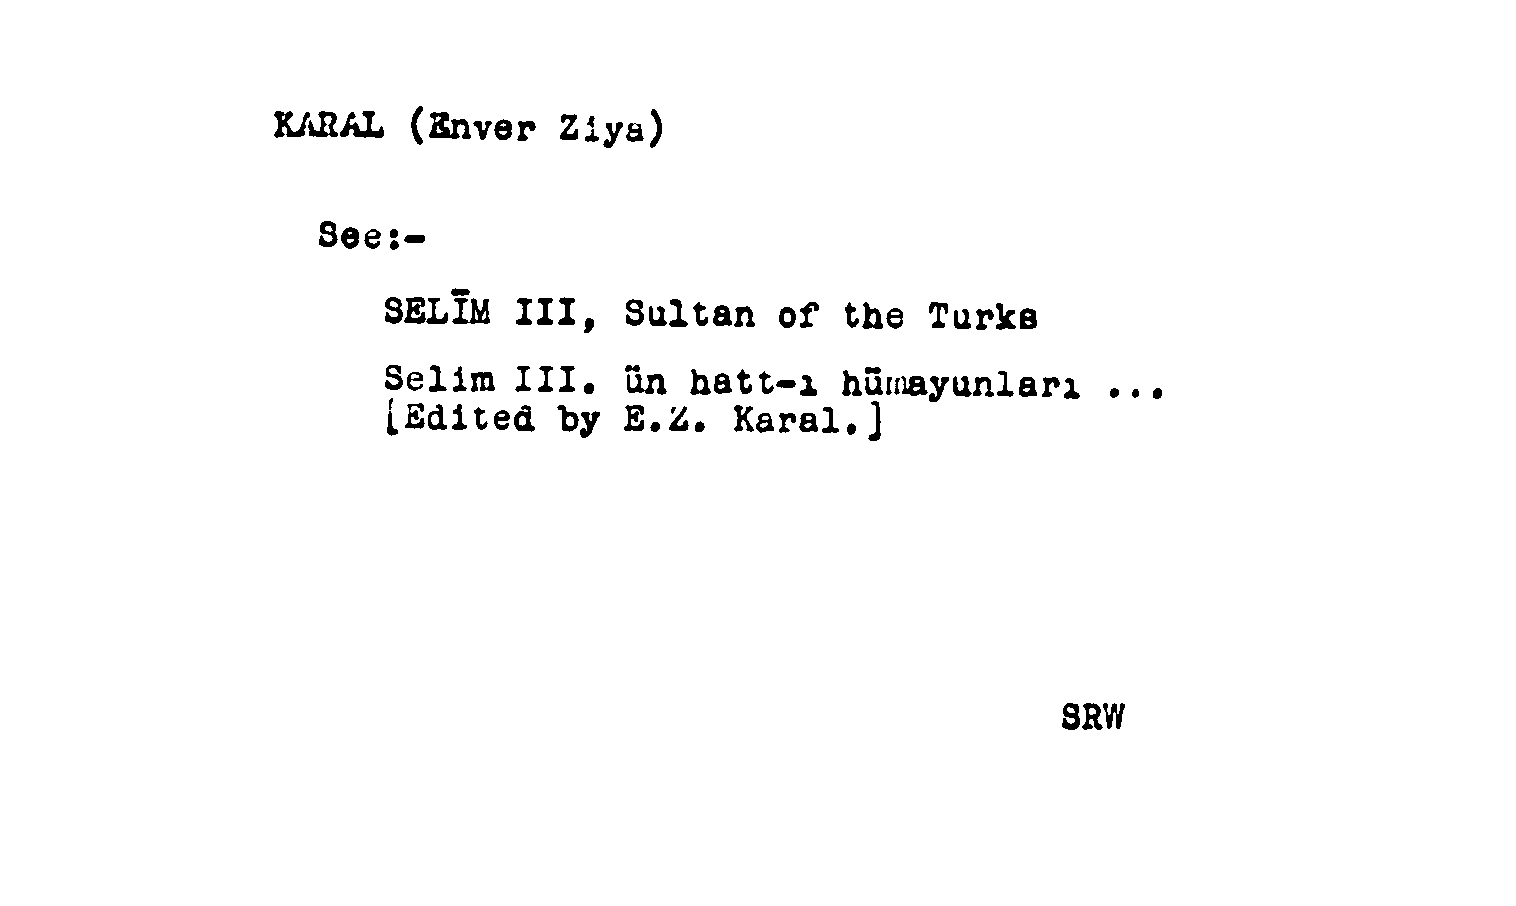 KARAL (Enver Ziya)
See:-
SELĪM III, Sultan of the Turks
Selim III. ün hatt-ı hümayunları ...
[Edited by E.Z. Karal.]
SRW